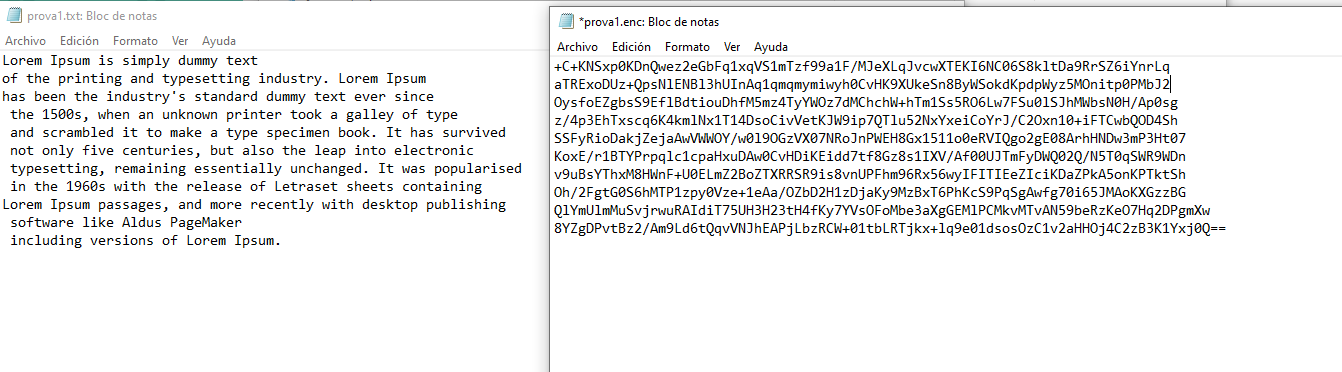 prova1.txt: Bloc de notas
Archivo Edición Formato Ver Ayuda
Lorem Ipsum is simply dummy text
of the printing and typesetting industry. Lorem Ipsum
has been the industry's standard dummy text ever since
the 1500s, when an unknown printer took a galley of type
and scrambled it to make a type specimen book. It has survived
not only five centuries, but also the leap into electronic
typesetting, remaining essentially unchanged. It was popularised
in the 1960s with the release of Letraset sheets containing
Lorem Ipsum passages, and more recently with desktop publishing
software like Aldus PageMaker
including versions of Lorem Ipsum.
*prova1.enc: Bloc de notas
Archivo Edición Formato Ver Ayuda
+C+KNSxp0KDnQwez2eGbFq1xqVS1mTzf99a1F/MJeXLqJvcwXTEKI6NC06S8kltDa9RrSZ6iYnrLq
aTRExoDUz+QpsNlENBl3hUInAq1qmqmymiwyh0CvHK9XUkeSn8ByWSokdKpdpWyz5MOnitp0PMbJ2
OysfoEZgbsS9EflBdtiouDhfM5mz4TyYWOz7dMChchW+hTm1Ss5RO6Lw7FSu0lSJhMWbsN0H/Ap0sg
z/4p3EhTxscq6K4kmlNx1T14DsoCivVetKJW9ip7QTlu52NxYxeiCoYrJ/C2Oxn10+iFTCwbQOD4Sh
SSFyRioDakjZejaAwVWWOY/w0l9OGzVX07NRoJnPWEH8Gx1511o0eRVIQgo2gE08ArhHNDw3mP3Ht07
KoxE/r1BTYPrpqlc1cpaHxuDAw0CvHDiKEidd7tf8Gz8s1IXV/Af00UJTmFyDWQ02Q/N5T0qSWR9WDn
v9uBsYThxM8HWnF+U0ELmZ2BoZTXRRSR9is8vnUPFhm96Rx56wyIFITIEeZIciKDaZPkA5onKPTktSh
Oh/2FgtG0S6hMTP1zpy0Vze+1eAa/OZbD2H1zDjaKy9MzBxT6PhKcS9PqSgAwfg70i65JMAoKXGzzBG
QlYmUlmMuSvjrwuRAIdiT75UH3H23tH4fKy7YVsOFoMbe3aXgGEMlPCMkvMTvAN59beRzKeO7Hq2DPgmXw
8YZgDPvtBz2/Am9Ld6tQqvVNJhEAPjLbzRCW+01tbLRTjkx+lq9e01dsosOzC1v2aHHOj4C2zB3K1Yxj0Q==